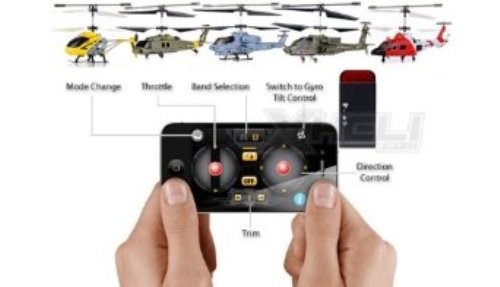 Mode Change
Throttle
Band Selection
Switch to Gyro
Tilt Control
XHELI
Direction
Control
OFF
Trim